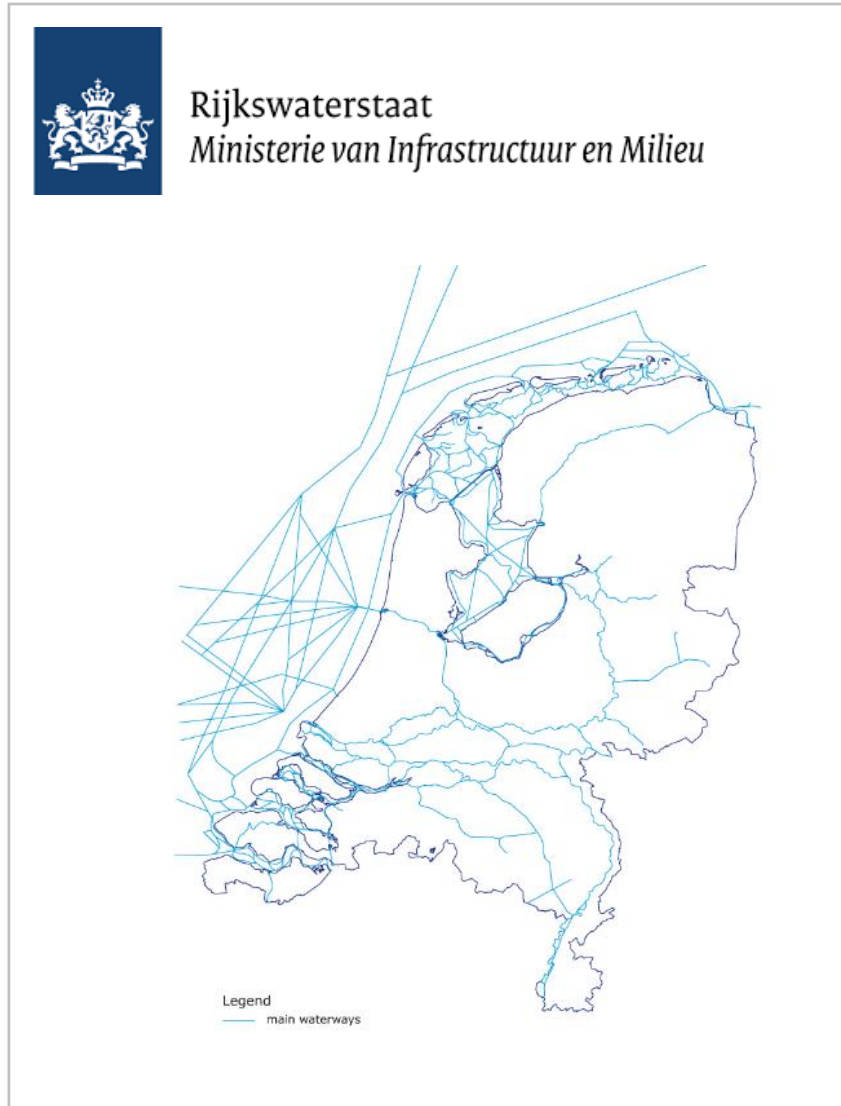 Rijkswaterstaat
Ministerie van Infrastructuur en Milieu
Legend
main waterways